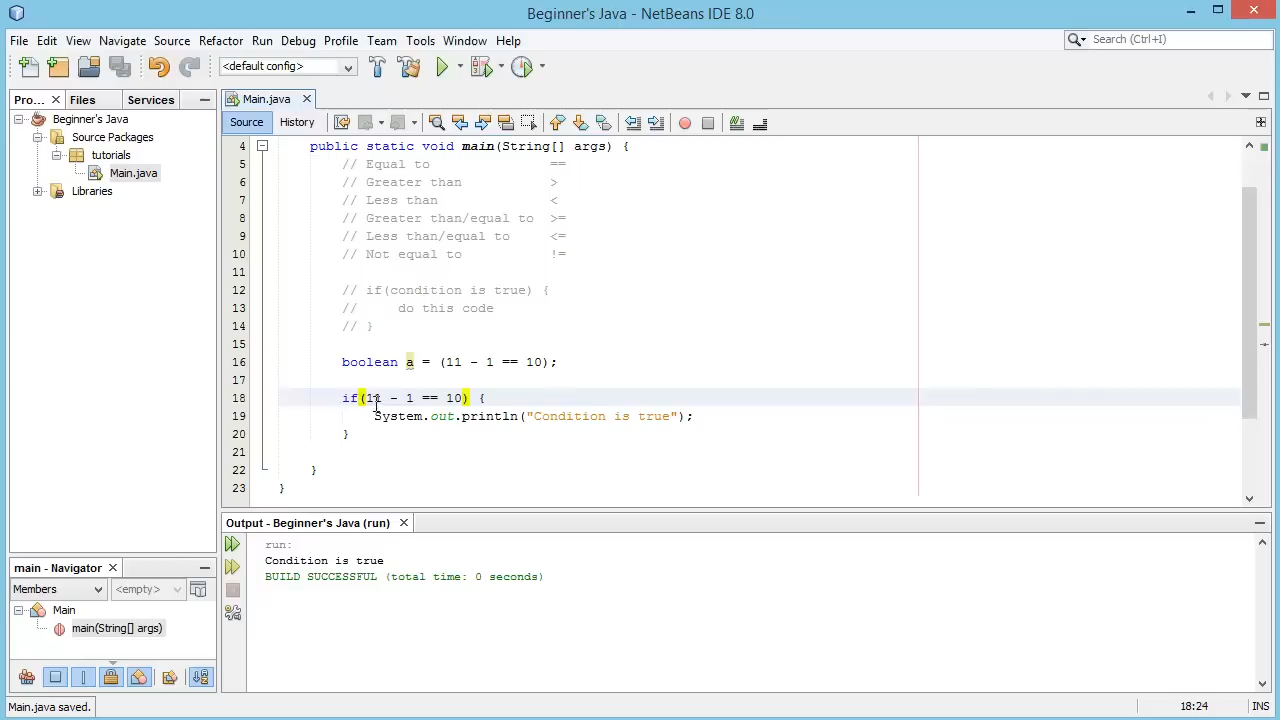 Beginner's Java - NetBeans IDE 8.0
File Edit View Navigate Source Refactor Run Debug Profile Team Tools Window Help
Search (Ctrl+I)
<default config>
Pro... Files Services
Beginner's Java
Source Packages
tutorials
Main.java
Libraries
Main.java
Source History
4 public static void main(String[] args) {
5 // Equal to ==
6 // Greater than >
7 // Less than <
8 // Greater than/equal to >=
9 // Less than/equal to <=
10 // Not equal to !=
11
12 // if(condition is true) {
13 // do this code
14 // }
15
16 boolean a = (11 - 1 == 10);
17
18 if(11 - 1 == 10) {
19 System.out.println("Condition is true");
20 }
21
22 }
23 }
Output - Beginner's Java (run)
run:
Condition is true
BUILD SUCCESSFUL (total time: 0 seconds)
main - Navigator
Members <empty>
Main
main(String[] args)
Main.java saved.
18:24 INS